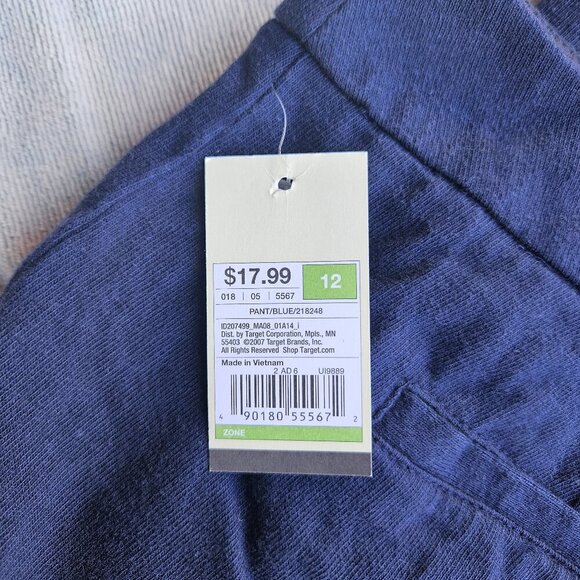 $17.99 12
018 | 05 | 5567
PANT/BLUE/218248
ID207499_MA08_01A14_i
Dist. by Target Corporation, Mpls., MN
55403 ©2007 Target Brands, Inc.
All Rights Reserved Shop Target.com
Made in Vietnam
2 AD 6 UI9889
4 90180 55567 2
ZONE